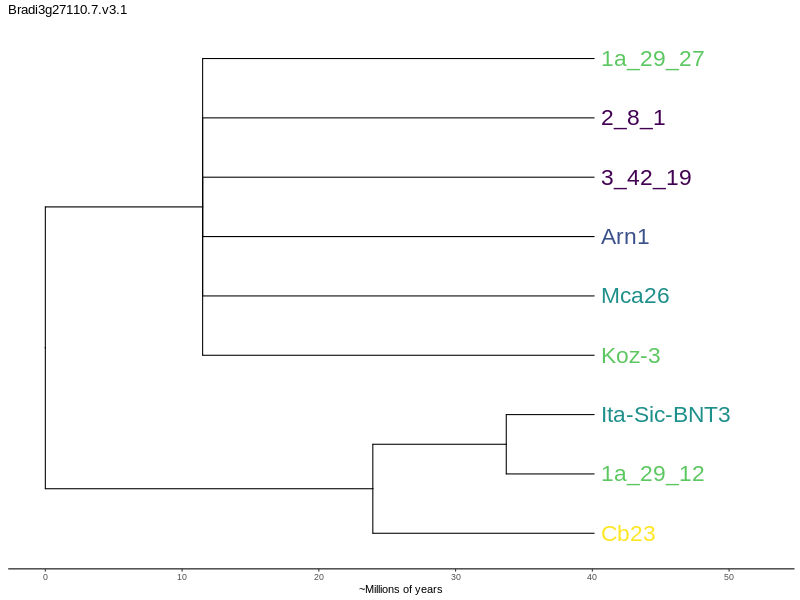 Bradi3g27110.7.v3.1
1a_29_27
2_8_1
3_42_19
Arn1
Mca26
Koz-3
Ita-Sic-BNT3
1a_29_12
Cb23
0 10 20 30 40 50
~Millions of years